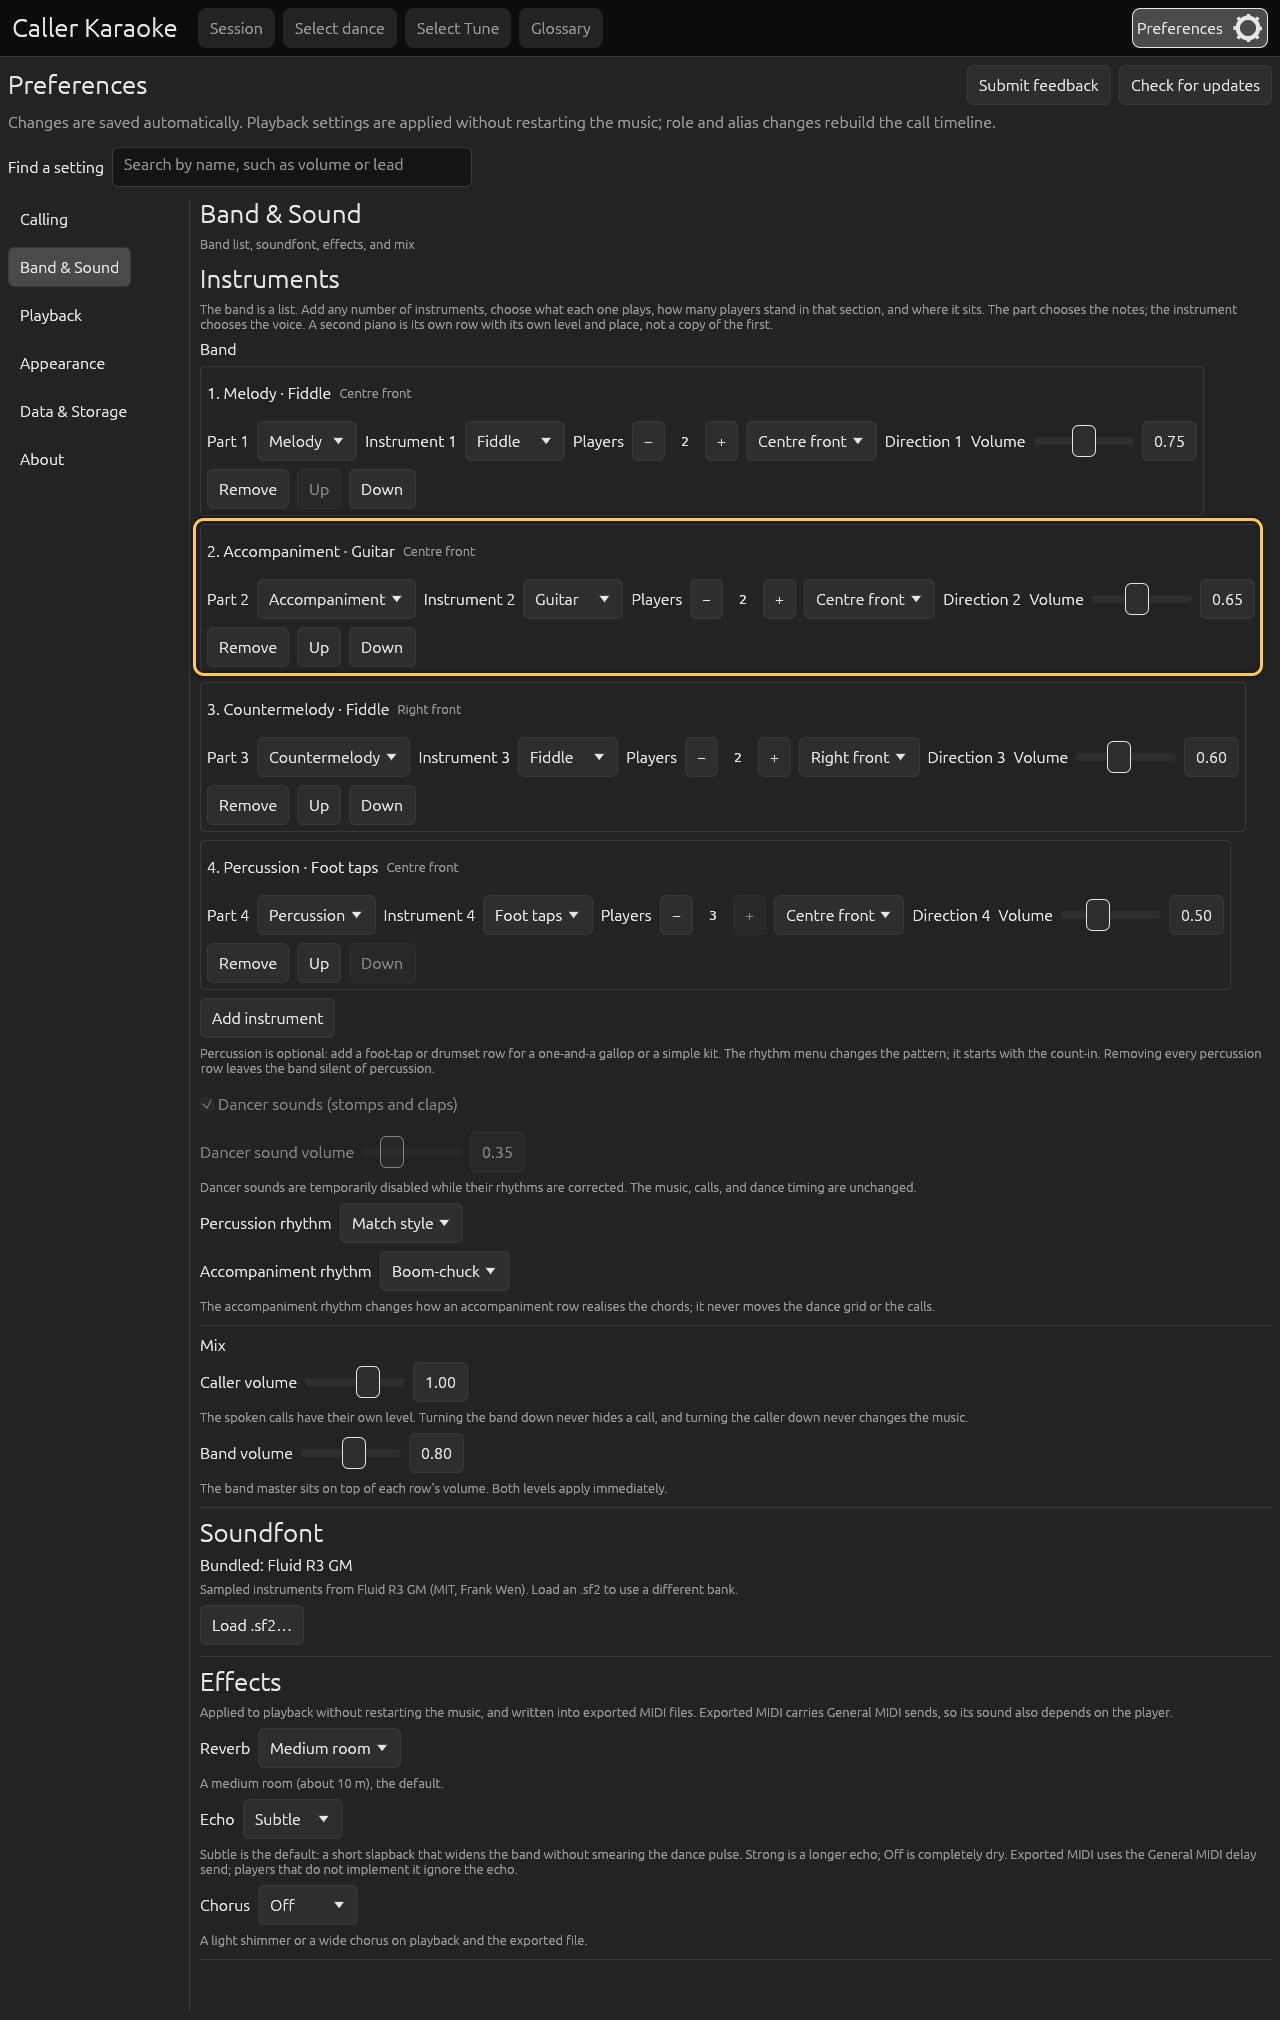 Caller Karaoke Session Select dance Select Tune Glossary Preferences
Preferences Submit feedback Check for updates
Changes are saved automatically. Playback settings are applied without restarting the music; role and alias changes rebuild the call timeline.
Find a setting Search by name, such as volume or lead
Calling
Band & Sound
Playback
Appearance
Data & Storage
About
Band & Sound
Band list, soundfont, effects, and mix
Instruments
The band is a list. Add any number of instruments, choose what each one plays, how many players stand in that section, and where it sits. The part chooses the notes; the instrument
chooses the voice. A second piano is its own row with its own level and place, not a copy of the first.
Band
1. Melody · Fiddle Centre front
Part 1 Melody Instrument 1 Fiddle Players – 2 + Centre front Direction 1 Volume 0.75
Remove Up Down
2. Accompaniment · Guitar Centre front
Part 2 Accompaniment Instrument 2 Guitar Players – 2 + Centre front Direction 2 Volume 0.65
Remove Up Down
3. Countermelody · Fiddle Right front
Part 3 Countermelody Instrument 3 Fiddle Players – 2 + Right front Direction 3 Volume 0.60
Remove Up Down
4. Percussion · Foot taps Centre front
Part 4 Percussion Instrument 4 Foot taps Players – 3 + Centre front Direction 4 Volume 0.50
Remove Up Down
Add instrument
Percussion is optional: add a foot-tap or drumset row for a one-and-a gallop or a simple kit. The rhythm menu changes the pattern; it starts with the count-in. Removing every percussion
row leaves the band silent of percussion.
Dancer sounds (stomps and claps)
Dancer sound volume 0.35
Dancer sounds are temporarily disabled while their rhythms are corrected. The music, calls, and dance timing are unchanged.
Percussion rhythm Match style
Accompaniment rhythm Boom-chuck
The accompaniment rhythm changes how an accompaniment row realises the chords; it never moves the dance grid or the calls.
Mix
Caller volume 1.00
The spoken calls have their own level. Turning the band down never hides a call, and turning the caller down never changes the music.
Band volume 0.80
The band master sits on top of each row's volume. Both levels apply immediately.
Soundfont
Bundled: Fluid R3 GM
Sampled instruments from Fluid R3 GM (MIT, Frank Wen). Load an .sf2 to use a different bank.
Load .sf2…
Effects
Applied to playback without restarting the music, and written into exported MIDI files. Exported MIDI carries General MIDI sends, so its sound also depends on the player.
Reverb Medium room
A medium room (about 10 m), the default.
Echo Subtle
Subtle is the default: a short slapback that widens the band without smearing the dance pulse. Strong is a longer echo; Off is completely dry. Exported MIDI uses the General MIDI delay
send; players that do not implement it ignore the echo.
Chorus Off
A light shimmer or a wide chorus on playback and the exported file.